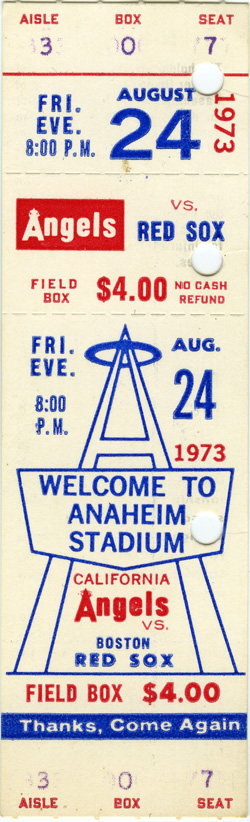 AISLE BOX SEAT
3 0 7
FRI. EVE. 8:00 P.M.
AUGUST 24 1973
Angels VS. RED SOX
FIELD BOX $4.00 NO CASH REFUND
FRI. EVE. 8:00 P.M.
AUG. 24 1973
WELCOME TO
ANAHEIM
STADIUM
CALIFORNIA
Angels
VS.
BOSTON
RED SOX
FIELD BOX $4.00
Thanks, Come Again
3 0 7
AISLE BOX SEAT